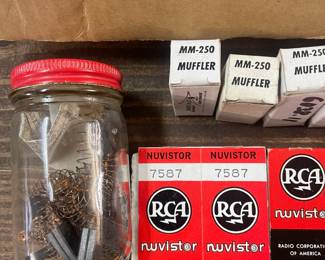 MM-250
MUFFLER
MM-250
MUFFLER
MM-250
MUFFLER
NUVISTOR
7587
RCA
nuvistor
NUVISTOR
7587
RCA
nuvistor
RCA
nuvistor
RADIO CORPORATI
OF AMERICA